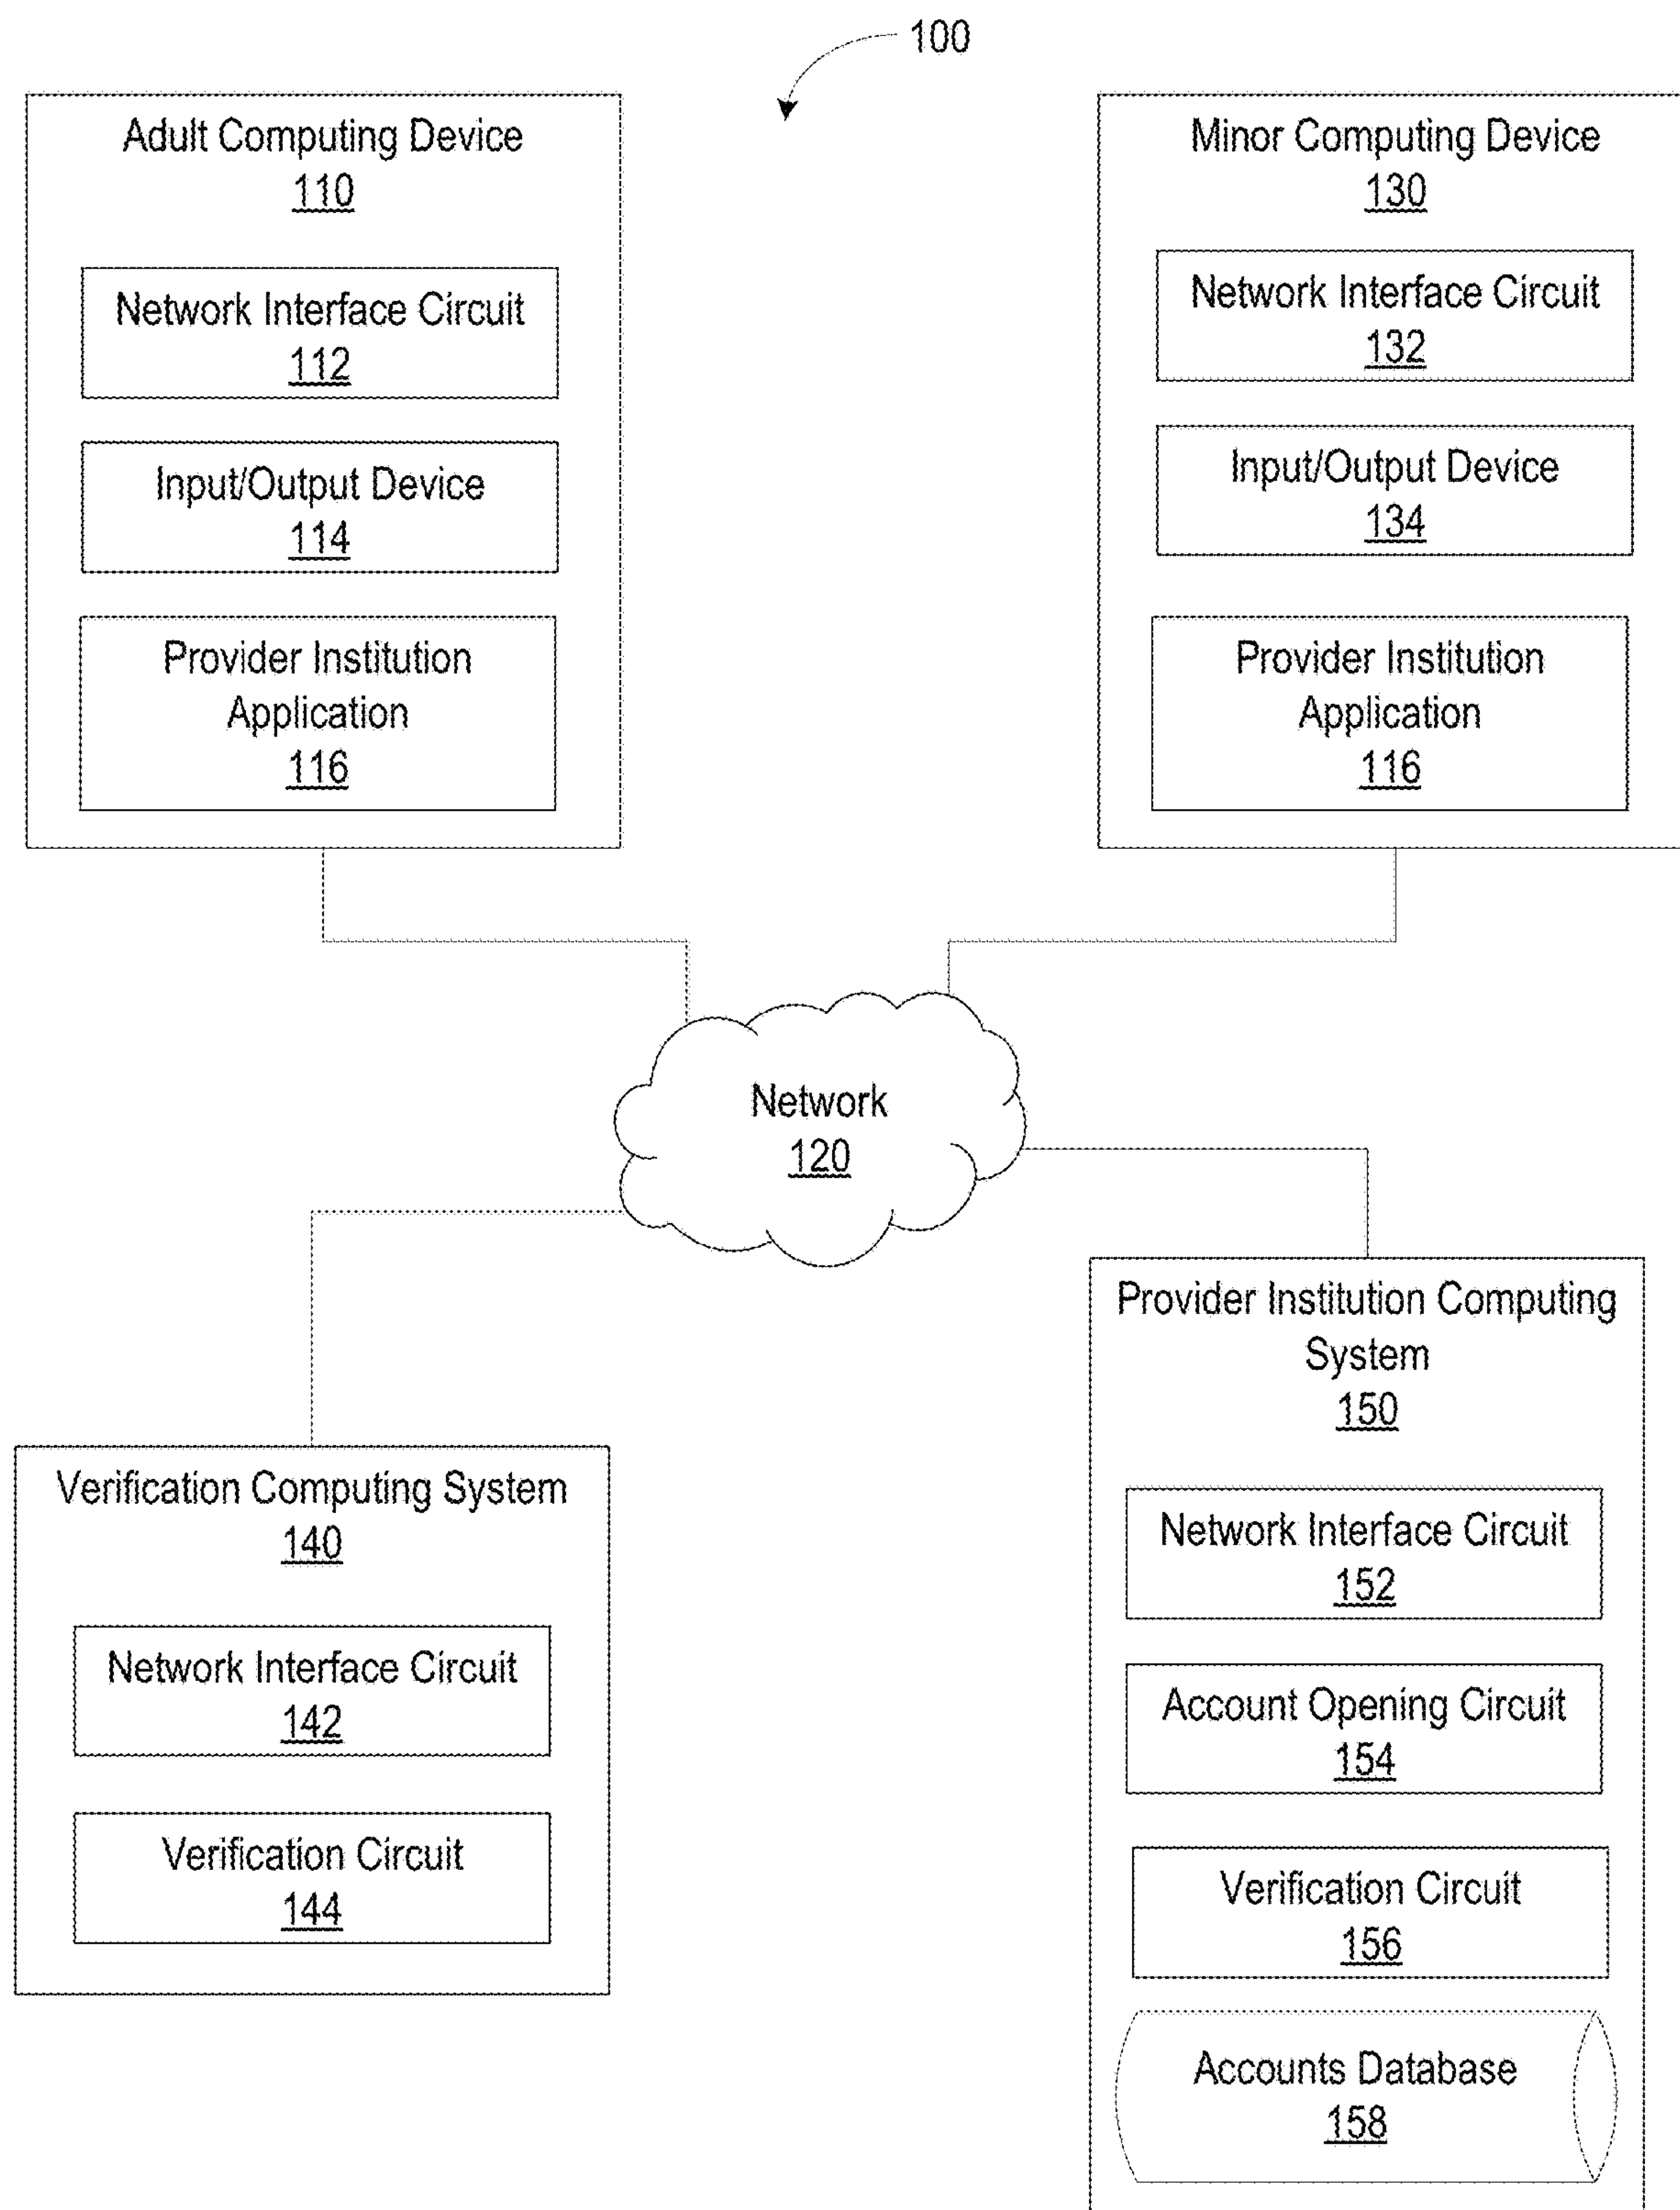 100
Adult Computing Device
110
Network Interface Circuit
112
Input/Output Device
114
Provider Institution
Application
116
Minor Computing Device
130
Network Interface Circuit
132
Input/Output Device
134
Provider Institution
Application
116
Network
120
Verification Computing System
140
Network Interface Circuit
142
Verification Circuit
144
Provider Institution Computing
System
150
Network Interface Circuit
152
Account Opening Circuit
154
Verification Circuit
156
Accounts Database
158